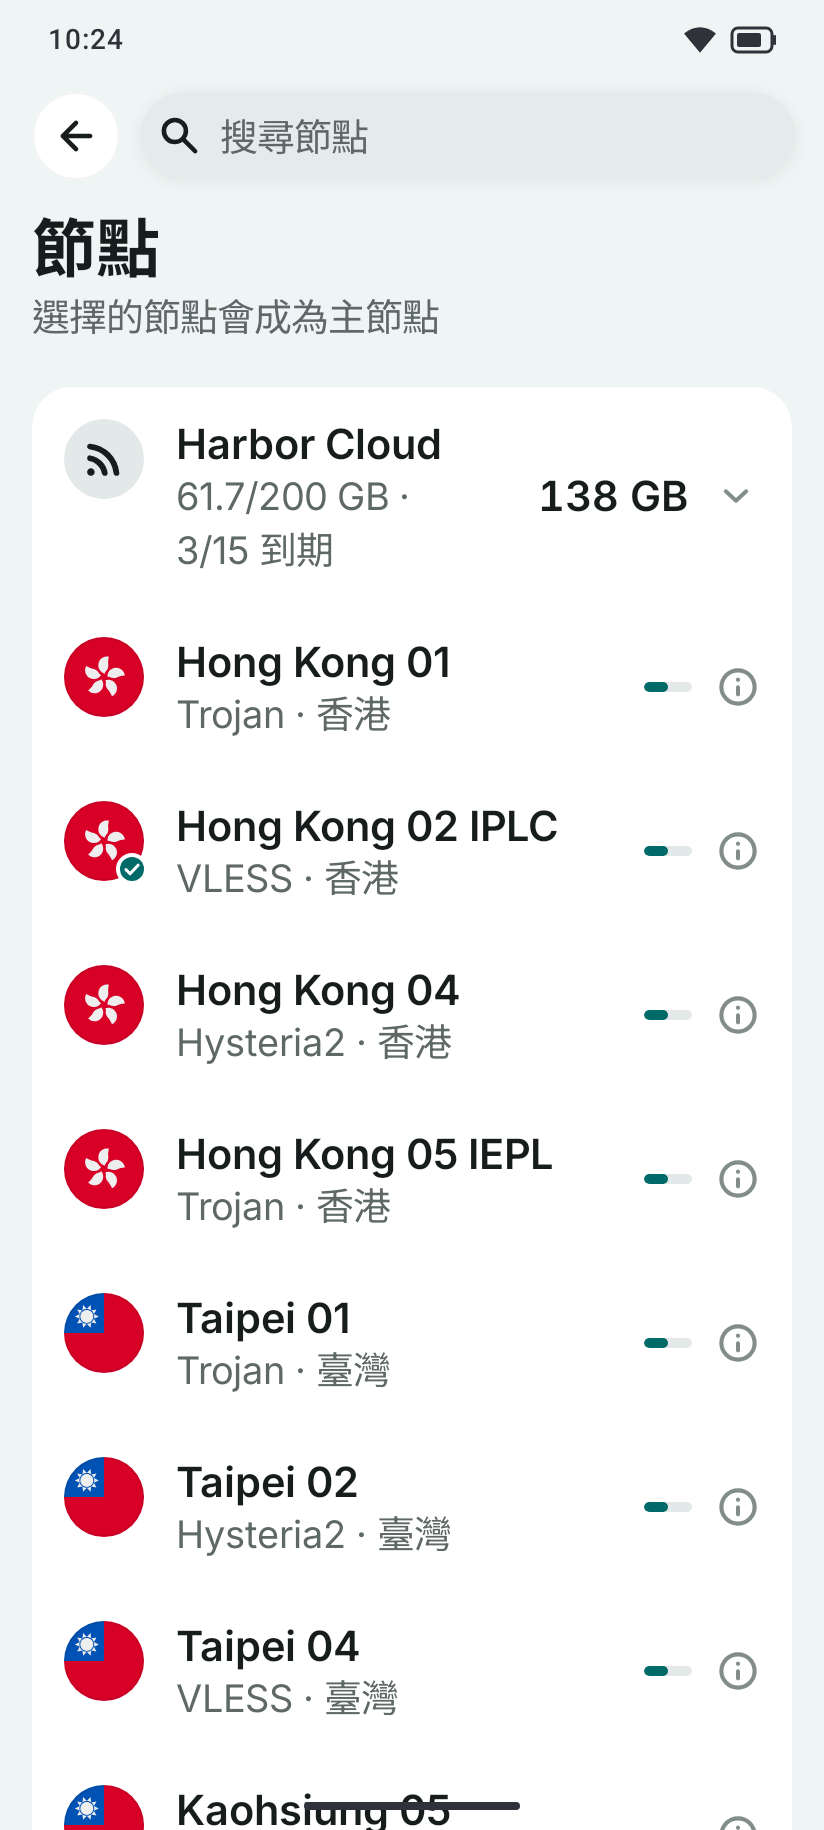 10:24
搜尋節點
節點
選擇的節點會成為主節點
Harbor Cloud
61.7/200 GB ·
3/15 到期
138 GB
Hong Kong 01
Trojan · 香港
Hong Kong 02 IPLC
VLESS · 香港
Hong Kong 04
Hysteria2 · 香港
Hong Kong 05 IEPL
Trojan · 香港
Taipei 01
Trojan · 臺灣
Taipei 02
Hysteria2 · 臺灣
Taipei 04
VLESS · 臺灣
Kaohsiung 05